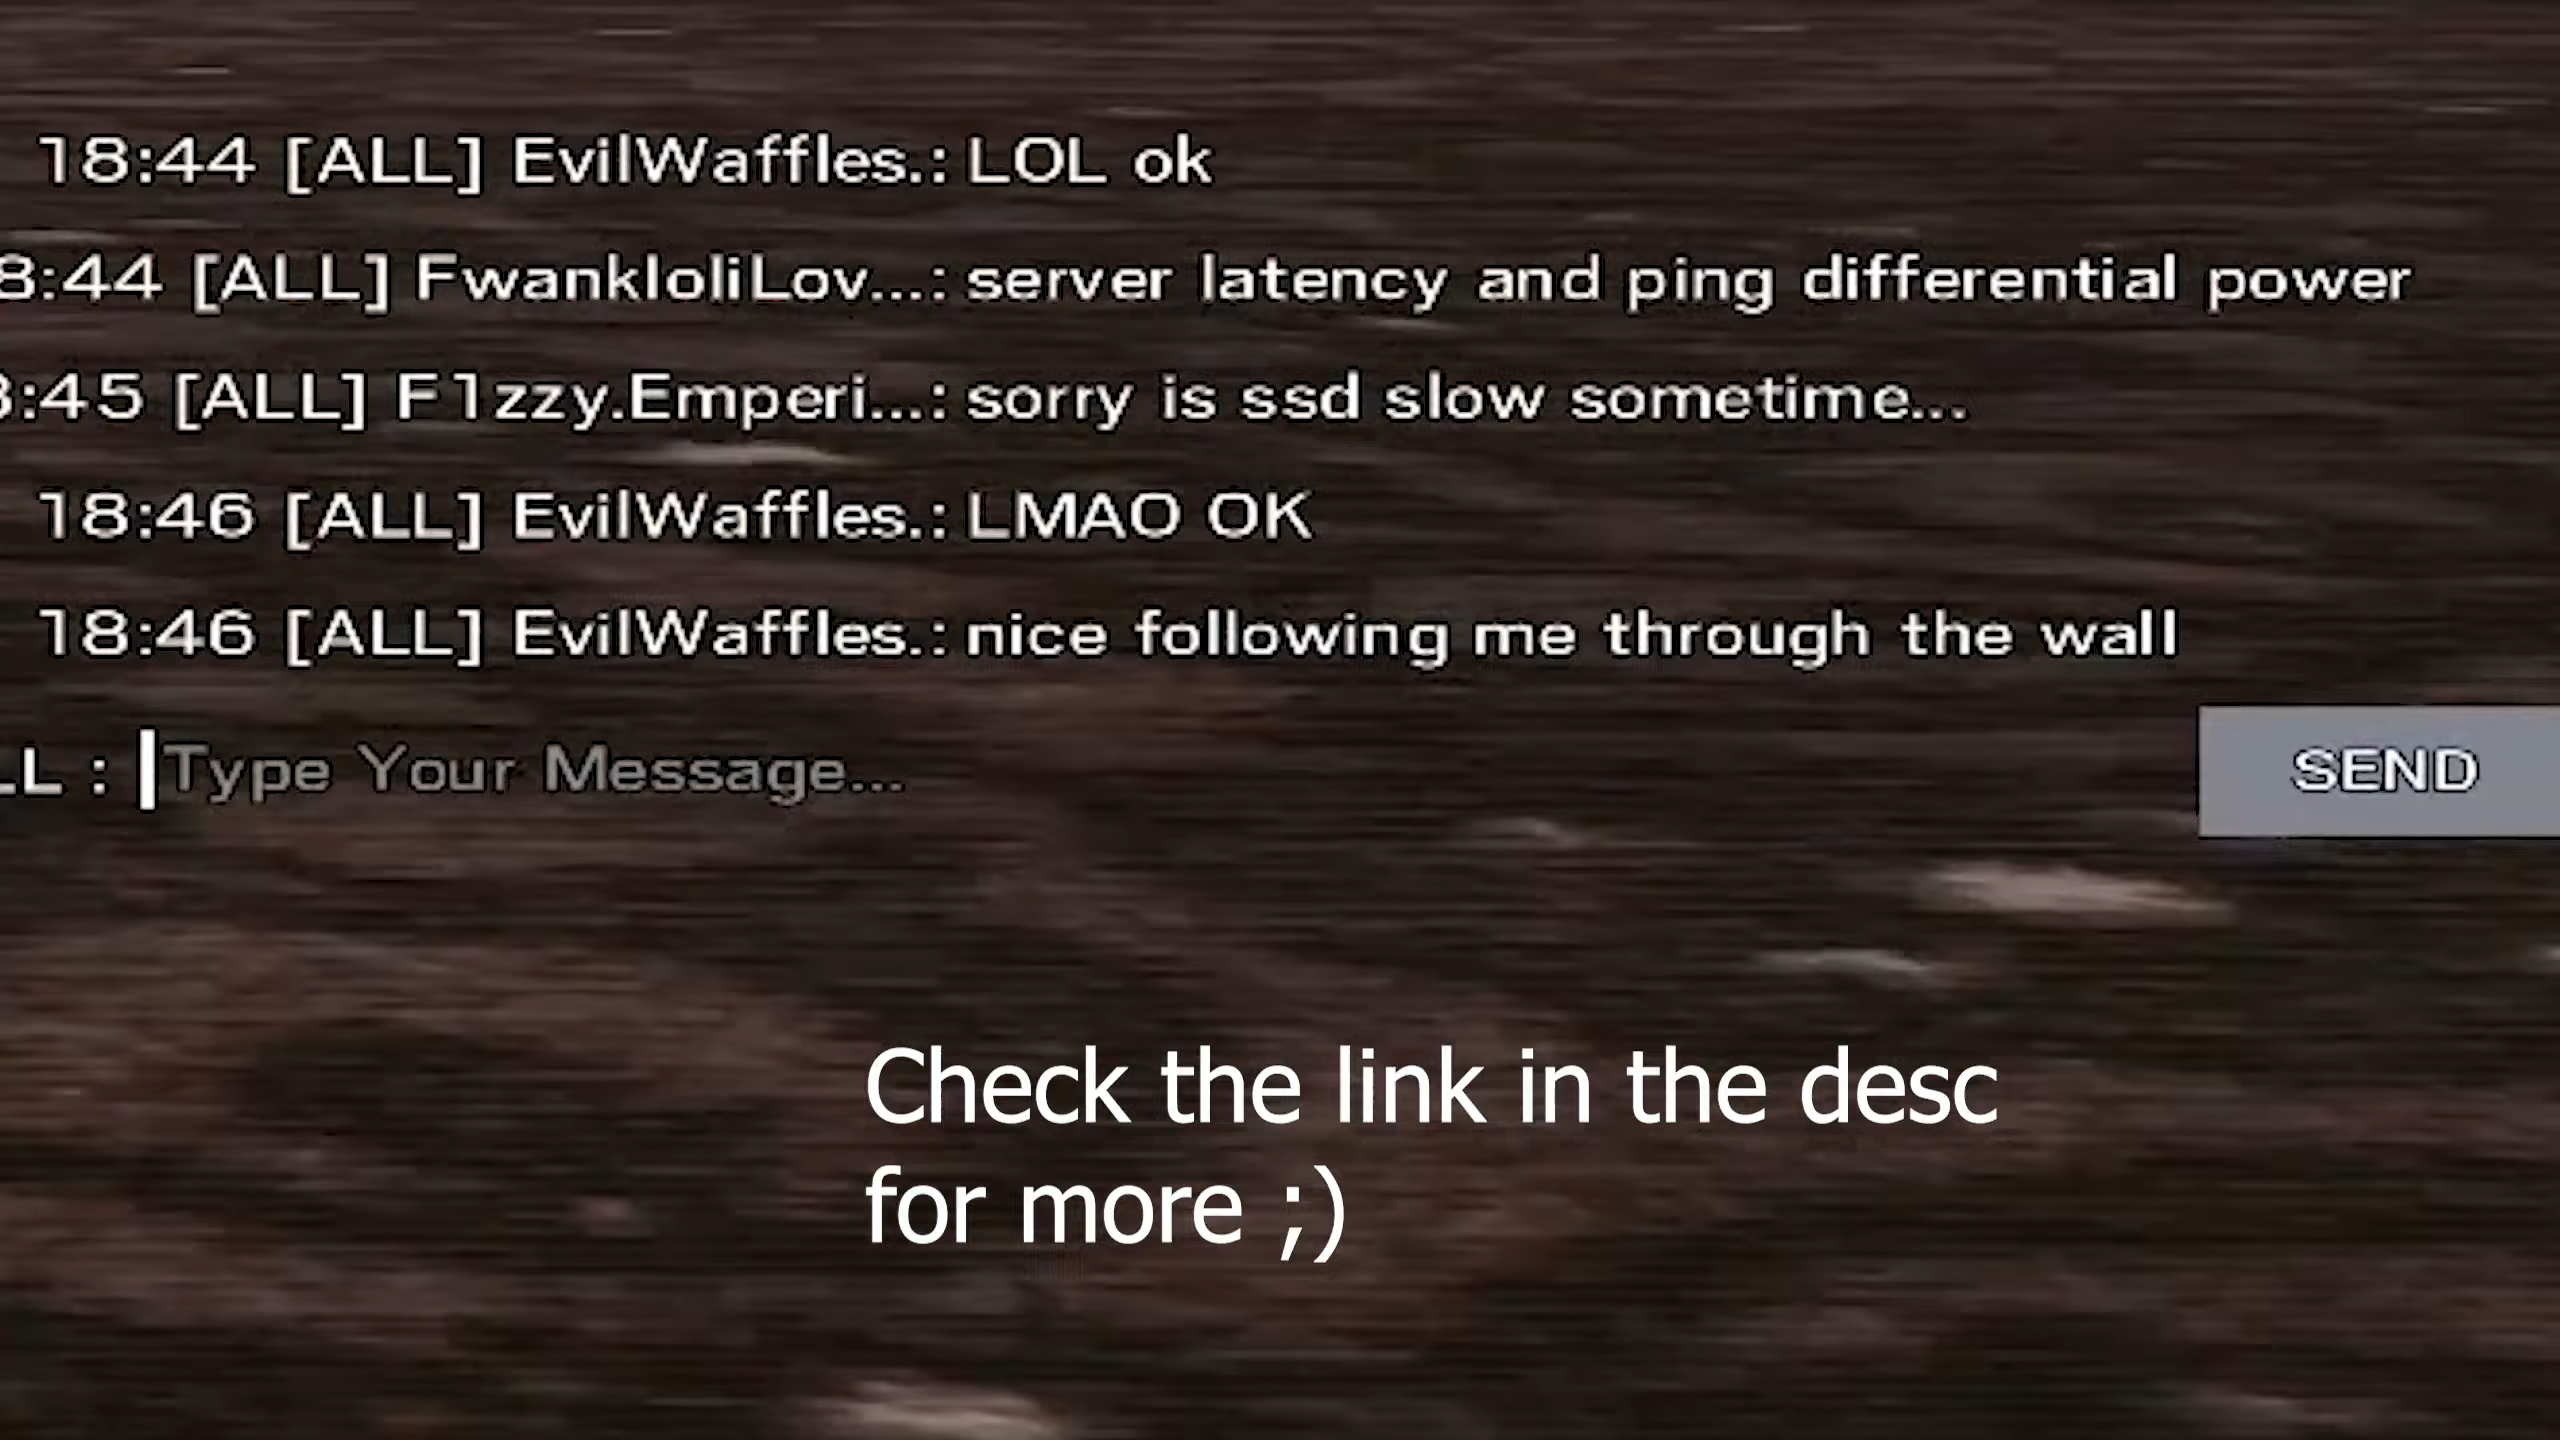 18:44 [ALL] EvilWaffles.: LOL ok
8:44 [ALL] FwankloliLov...: server latency and ping differential power
8:45 [ALL] F1zzy.Emperi...: sorry is ssd slow sometime...
18:46 [ALL] EvilWaffles.: LMAO OK
18:46 [ALL] EvilWaffles.: nice following me through the wall
LL : Type Your Message... SEND
Check the link in the desc
for more ;)